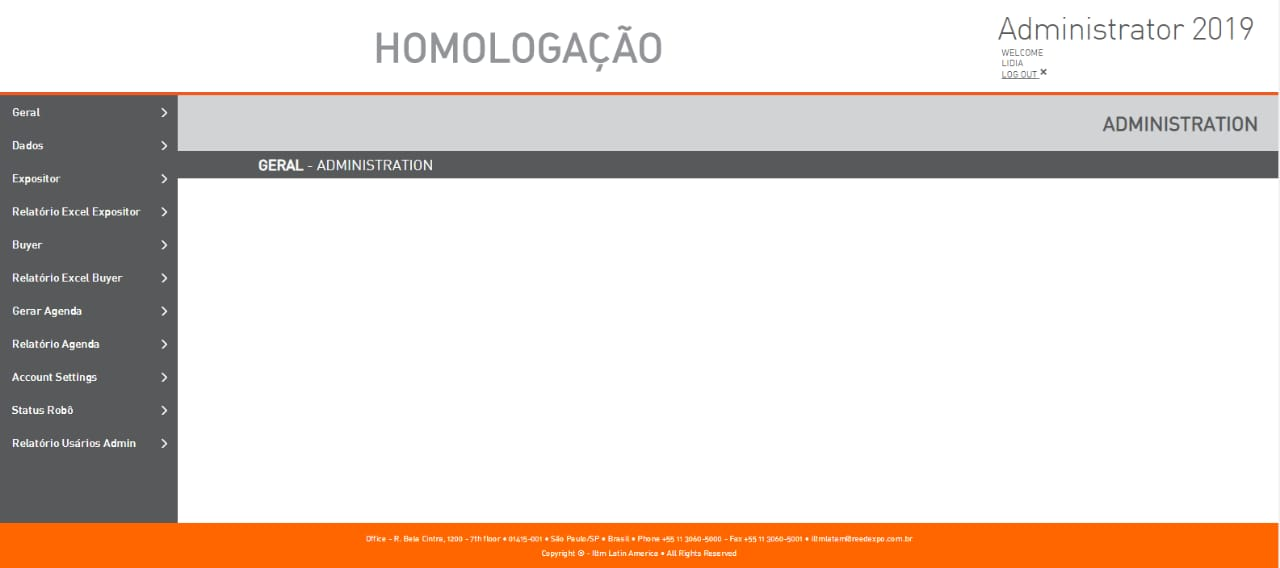 HOMOLOGAÇÃO
Administrator 2019
WELCOME
LIDIA
LOG OUT ×
ADMINISTRATION
GERAL - ADMINISTRATION
Geral
Dados
Expositor
Relatório Excel Expositor
Buyer
Relatório Excel Buyer
Gerar Agenda
Relatório Agenda
Account Settings
Status Robô
Relatório Usários Admin
Office - R. Bela Cintra, 1200 - 7th floor • 01415-001 • São Paulo/SP • Brasil • Phone +55 11 3060-5000 - Fax +55 11 3060-5001 • iltmlatam@reedexpo.com.br
Copyright © - Iltm Latin America • All Rights Reserved